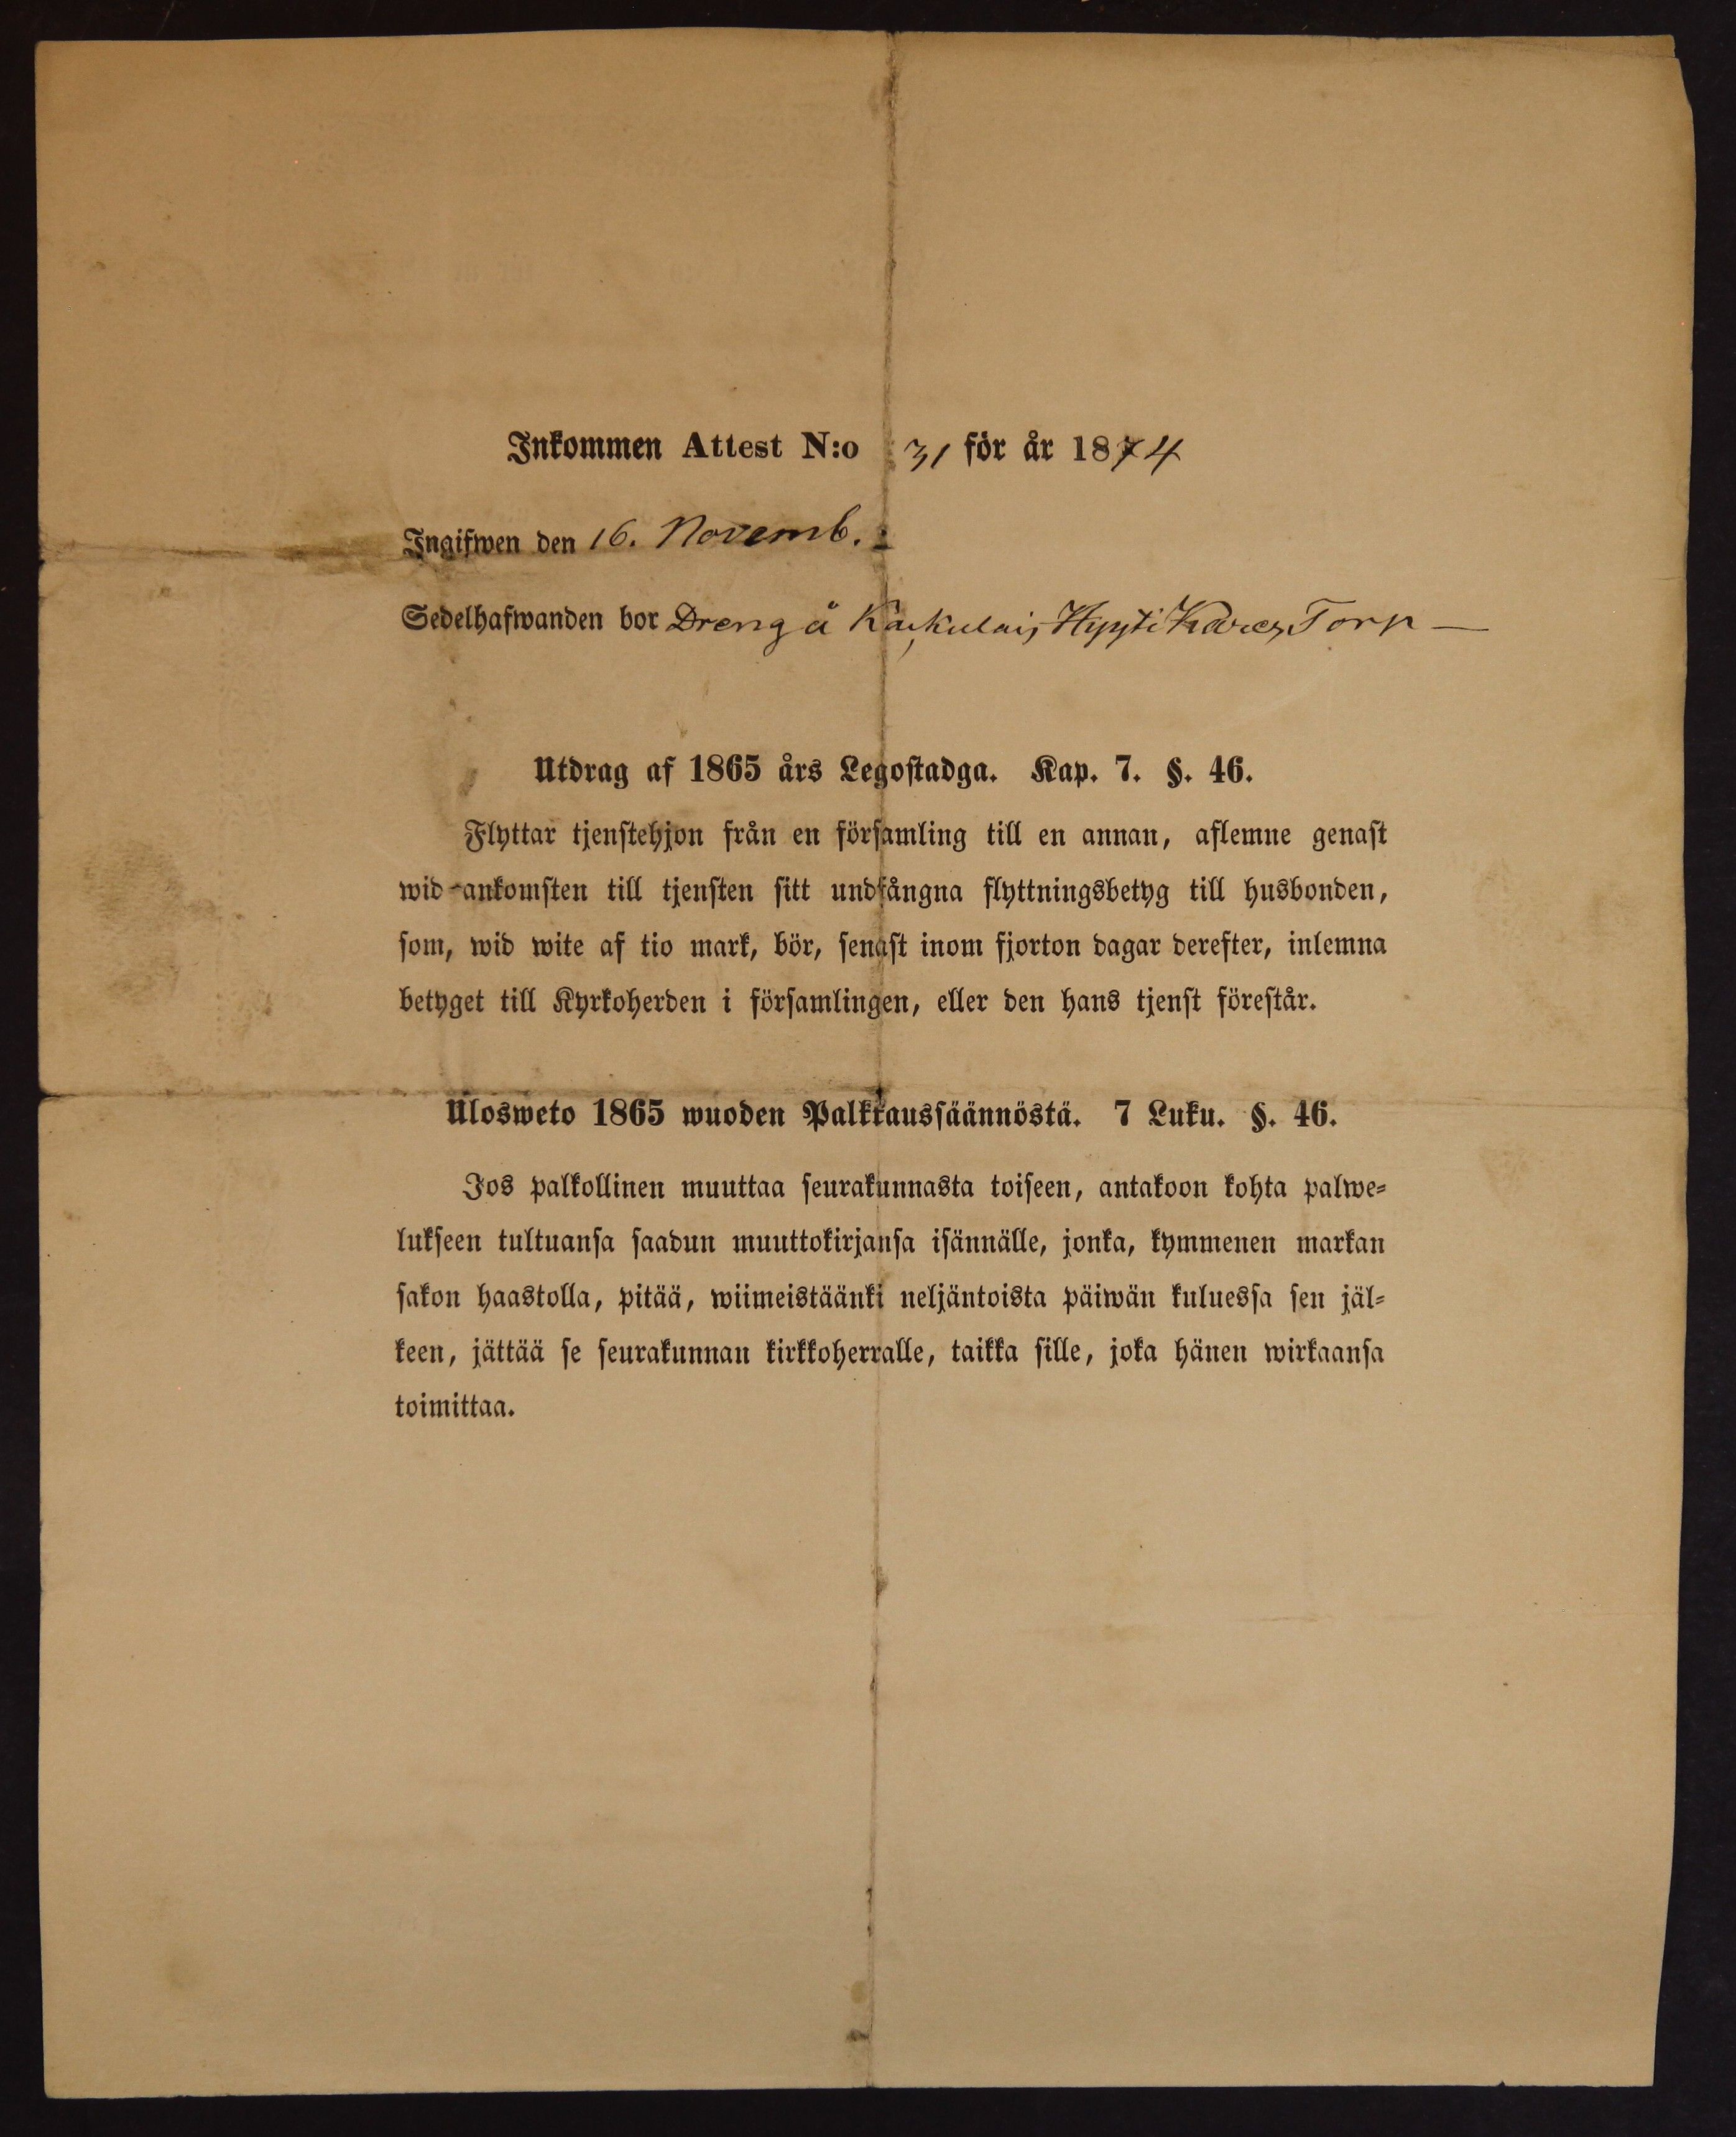 Inkommen Attest N:o 31 för år 1874
Ingifwen den 16. Novemb.
Sedelhafwanden bor Dreng å Torp —
Utdrag af 1865 års Legostadga. Kap. 7. §. 46.
Flyttar tjenstehjon från en församling till en annan, aflemne genast
wid ankomsten till tjensten sitt undfångna flyttningsbetyg till husbonden,
som, wid wite af tio mark, bör, senast inom fjorton dagar derefter, inlemna
betyget till Kyrkoherden i församlingen, eller den hans tjenst förestår.
Ulosweto 1865 wuoden Palkkaussäännöstä. 7 Luku. §. 46.
Jos palkollinen muuttaa seurakunnasta toiseen, antakoon kohta palwe-
lukseen tultuansa saadun muuttokirjansa isännälle, jonka, kymmenen markan
sakon haastolla, pitää, wiimeistäänki neljäntoista päiwän kuluessa sen jäl-
keen, jättää se seurakunnan kirkkoherralle, taikka sille, joka hänen wirkaansa
toimittaa.